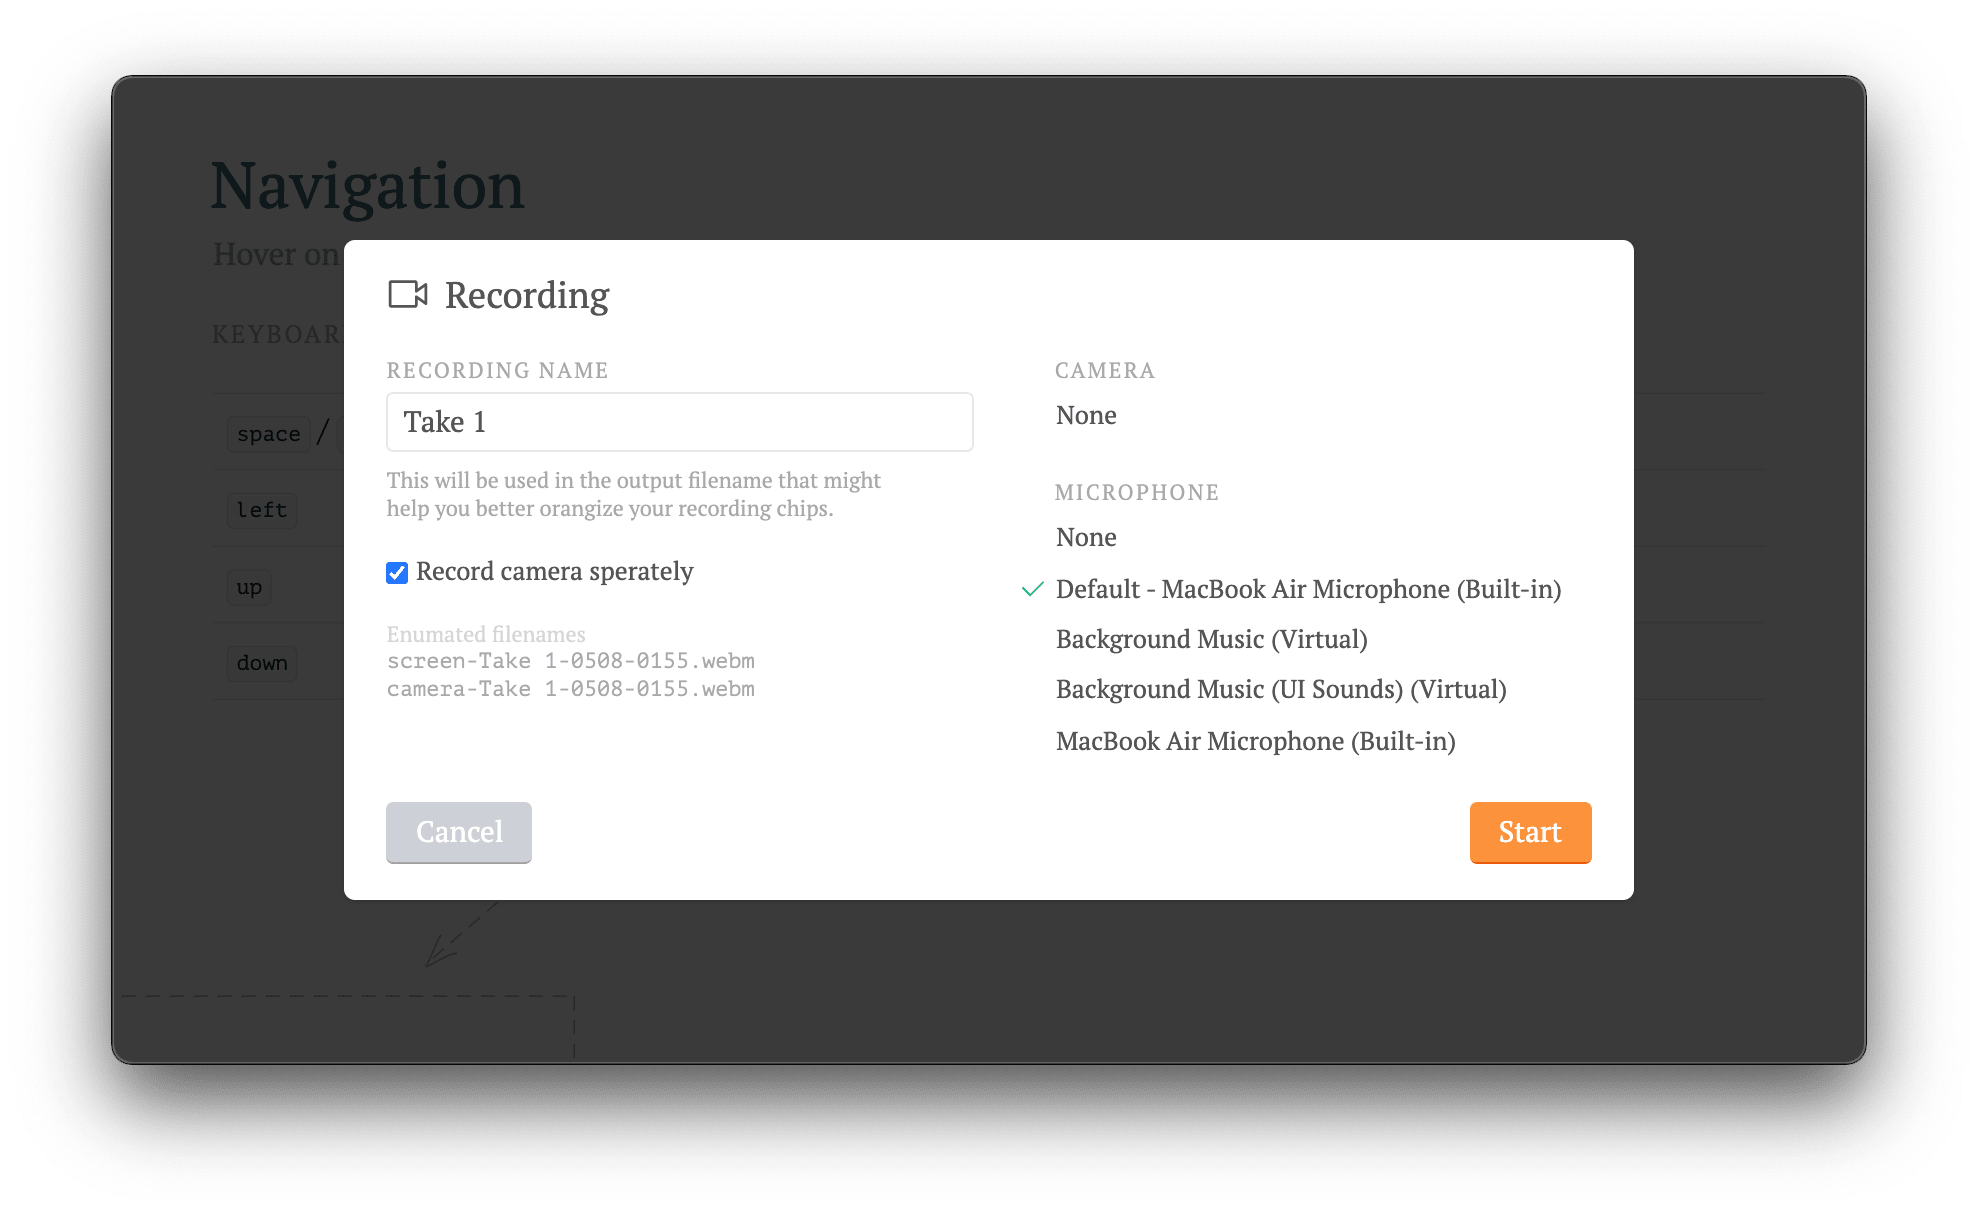 Navigation
Hover on
KEYBOAR
space /
left
up
down
Recording
RECORDING NAME
Take 1
This will be used in the output filename that might
help you better orangize your recording chips.
Record camera sperately
Enumated filenames
screen-Take 1-0508-0155.webm
camera-Take 1-0508-0155.webm
CAMERA
None
MICROPHONE
None
Default - MacBook Air Microphone (Built-in)
Background Music (Virtual)
Background Music (UI Sounds) (Virtual)
MacBook Air Microphone (Built-in)
Cancel
Start